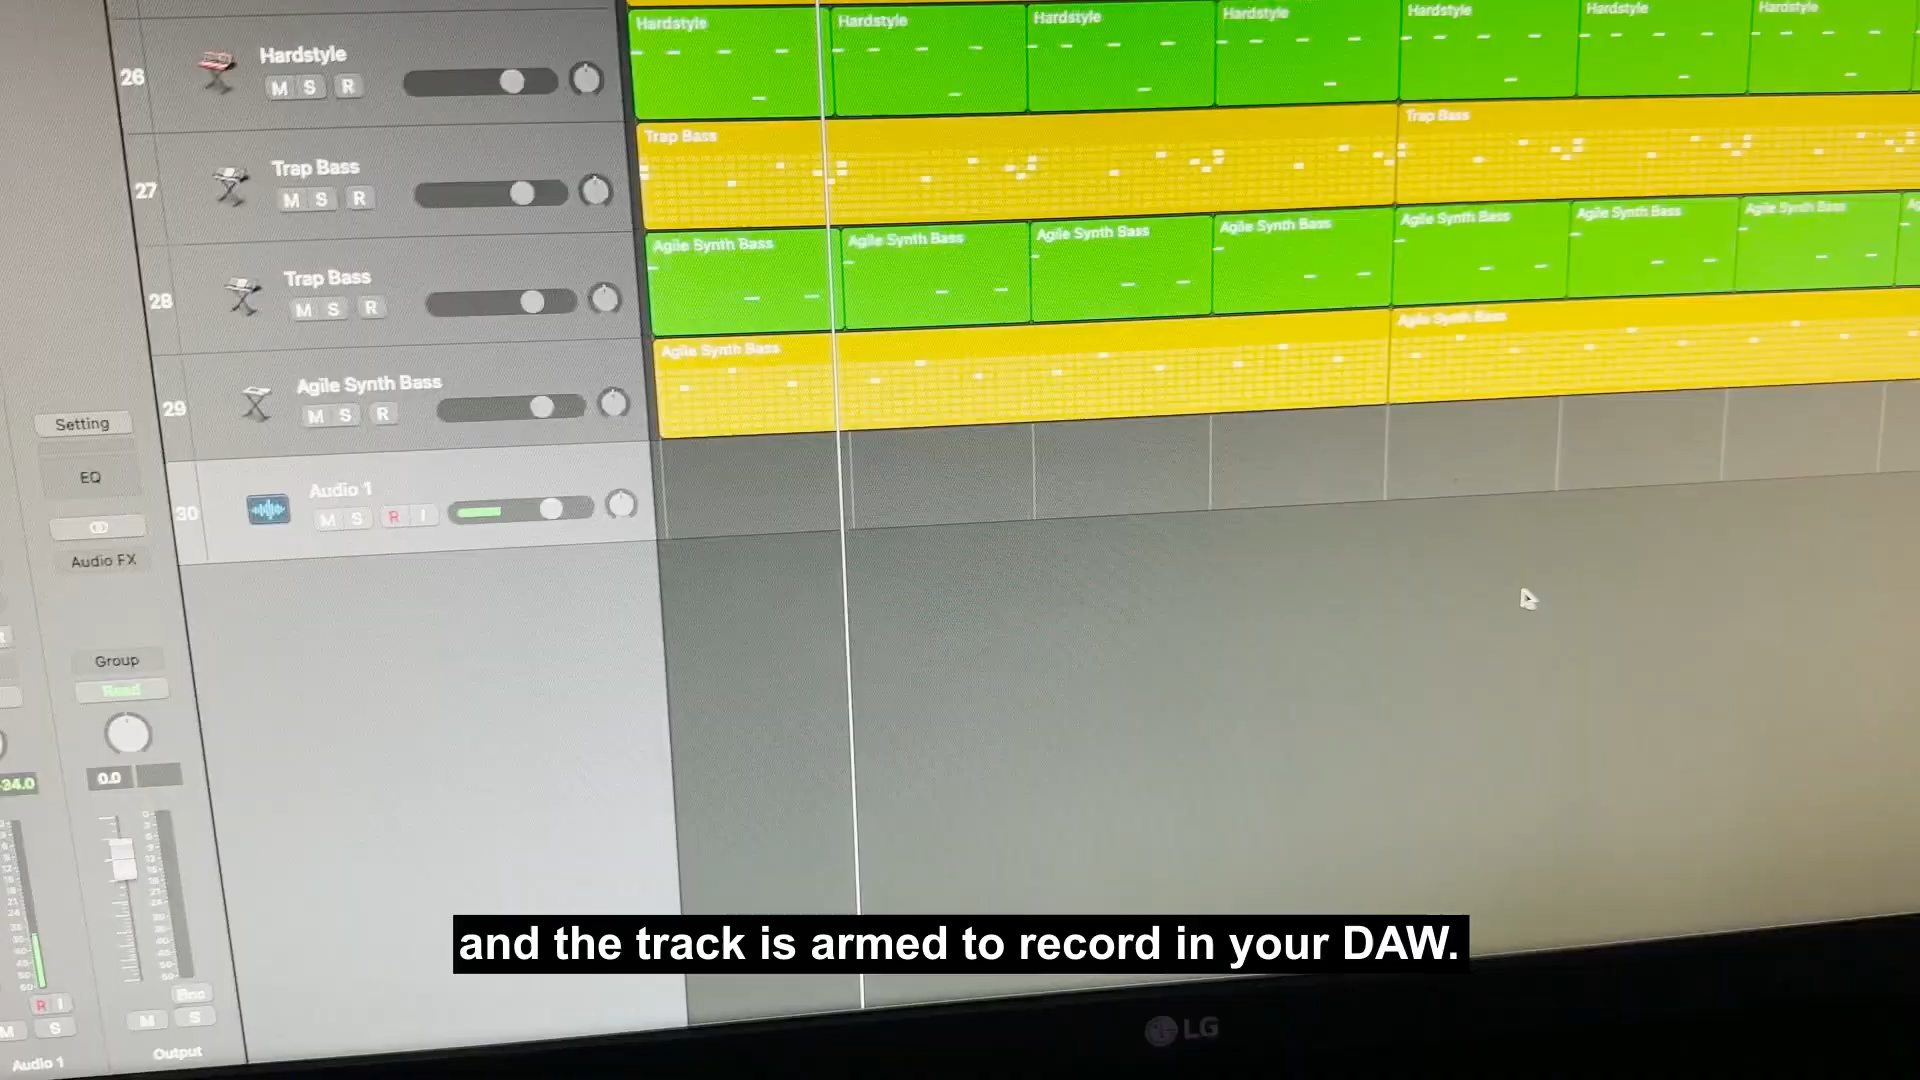 26
Hardstyle
M S R
Hardstyle
Hardstyle
Hardstyle
Hardstyle
Hardstyle
Hardstyle
Hardstyle
27
Trap Bass
M S R
Trap Bass
Trap Bass
28
Trap Bass
M S R
Agile Synth Bass
Agile Synth Bass
Agile Synth Bass
Agile Synth Bass
Agile Synth Bass
Agile Synth Bass
Agile Synth Bass
29
Agile Synth Bass
M S R
Agile Synth Bass
Agile Synth Bass
30
Audio 1
M S R I
Setting
EQ
Audio FX
Group
Read
-34.0
0.0
R I
M S
Audio 1
Bnc
M S
Output
and the track is armed to record in your DAW.
LG